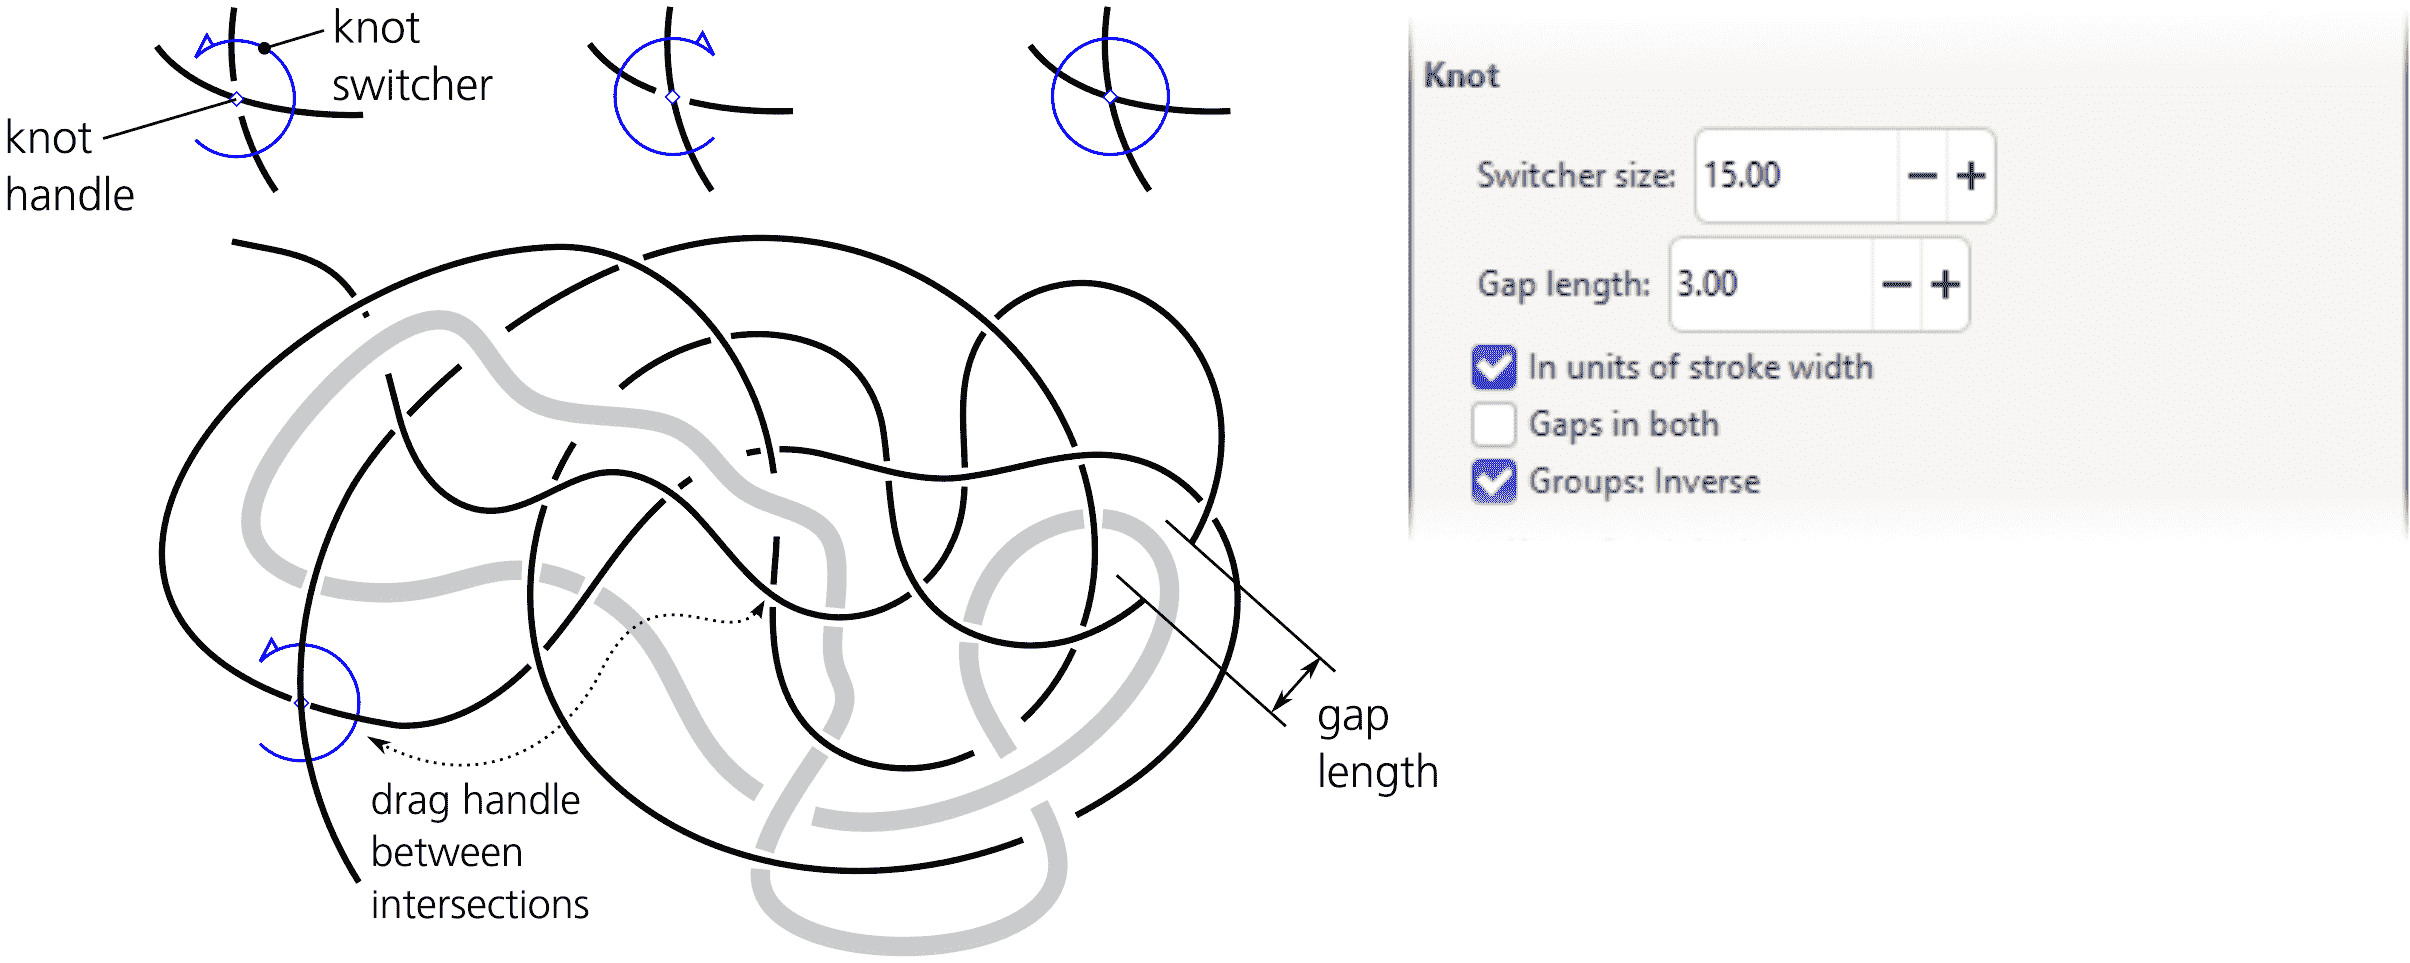 knot
switcher
knot
handle
drag handle
between
intersections
gap
length
Knot
Switcher size: 15.00
Gap length: 3.00
In units of stroke width
Gaps in both
Groups: Inverse